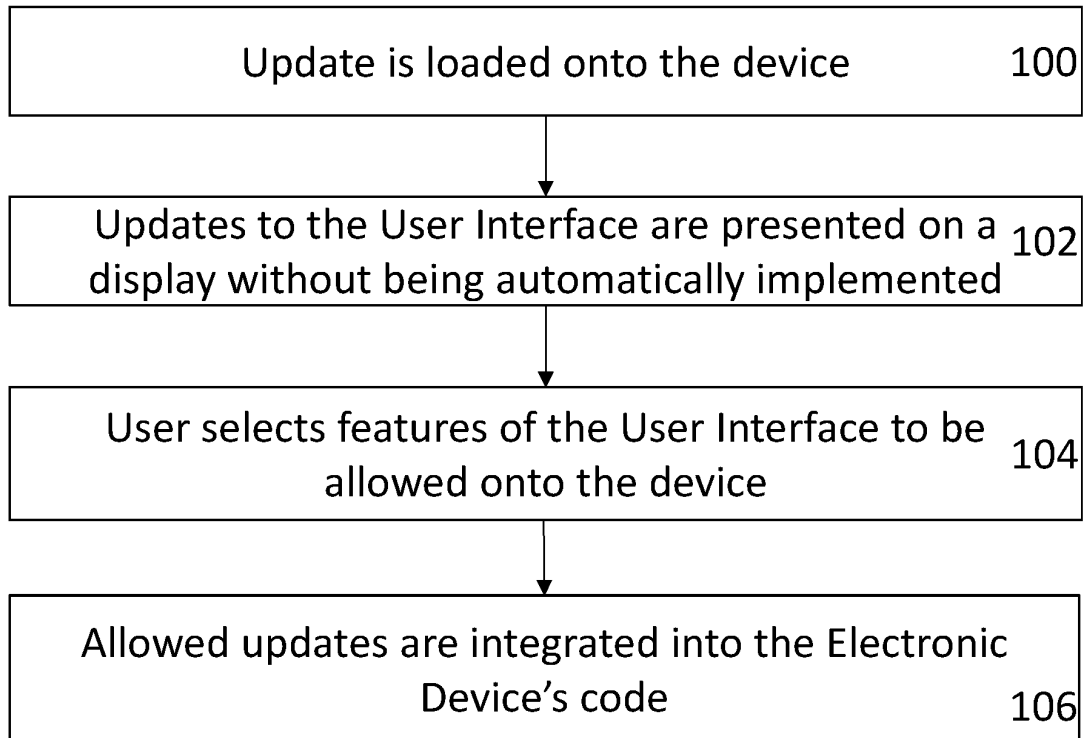 Update is loaded onto the device 100
Updates to the User Interface are presented on a
102
display without being automatically implemented
User selects features of the User Interface to be
104
allowed onto the device
Allowed updates are integrated into the Electronic
Device’s code
106